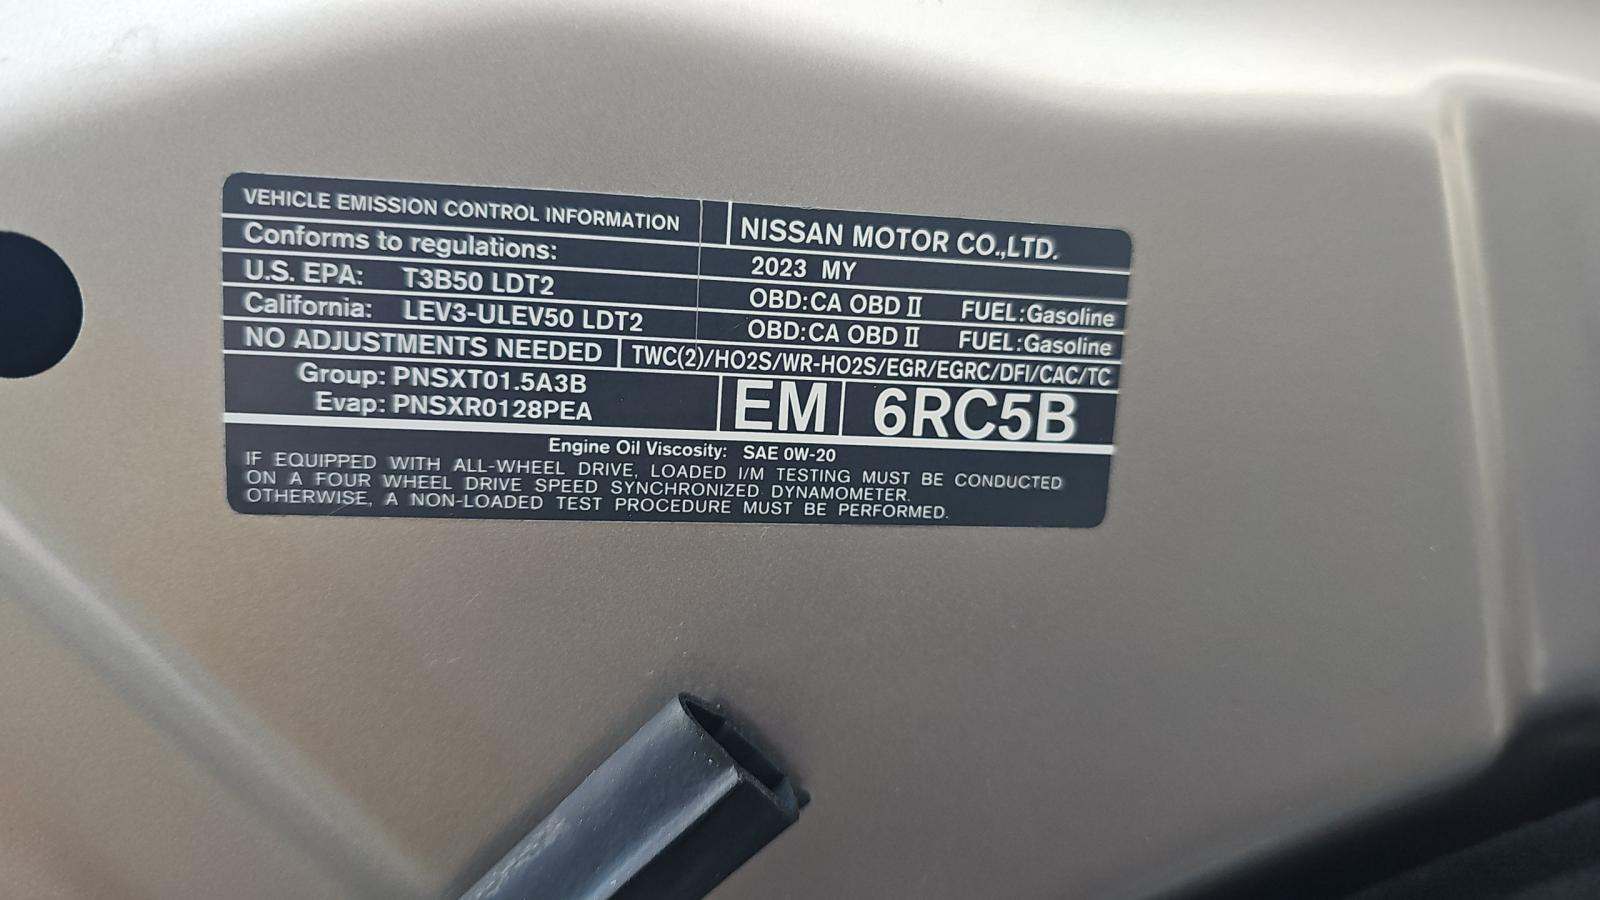 VEHICLE EMISSION CONTROL INFORMATION NISSAN MOTOR CO.,LTD.
Conforms to regulations: 2023 MY
U.S. EPA: T3B50 LDT2 OBD:CA OBD II FUEL:Gasoline
California: LEV3-ULEV50 LDT2 OBD:CA OBD II FUEL:Gasoline
NO ADJUSTMENTS NEEDED TWC(2)/HO2S/WR-HO2S/EGR/EGRC/DFI/CAC/TC
Group: PNSXT01.5A3B
Evap: PNSXR0128PEA
EM 6RC5B
Engine Oil Viscosity: SAE 0W-20
IF EQUIPPED WITH ALL-WHEEL DRIVE, LOADED I/M TESTING MUST BE CONDUCTED
ON A FOUR WHEEL DRIVE SPEED SYNCHRONIZED DYNAMOMETER.
OTHERWISE, A NON-LOADED TEST PROCEDURE MUST BE PERFORMED.